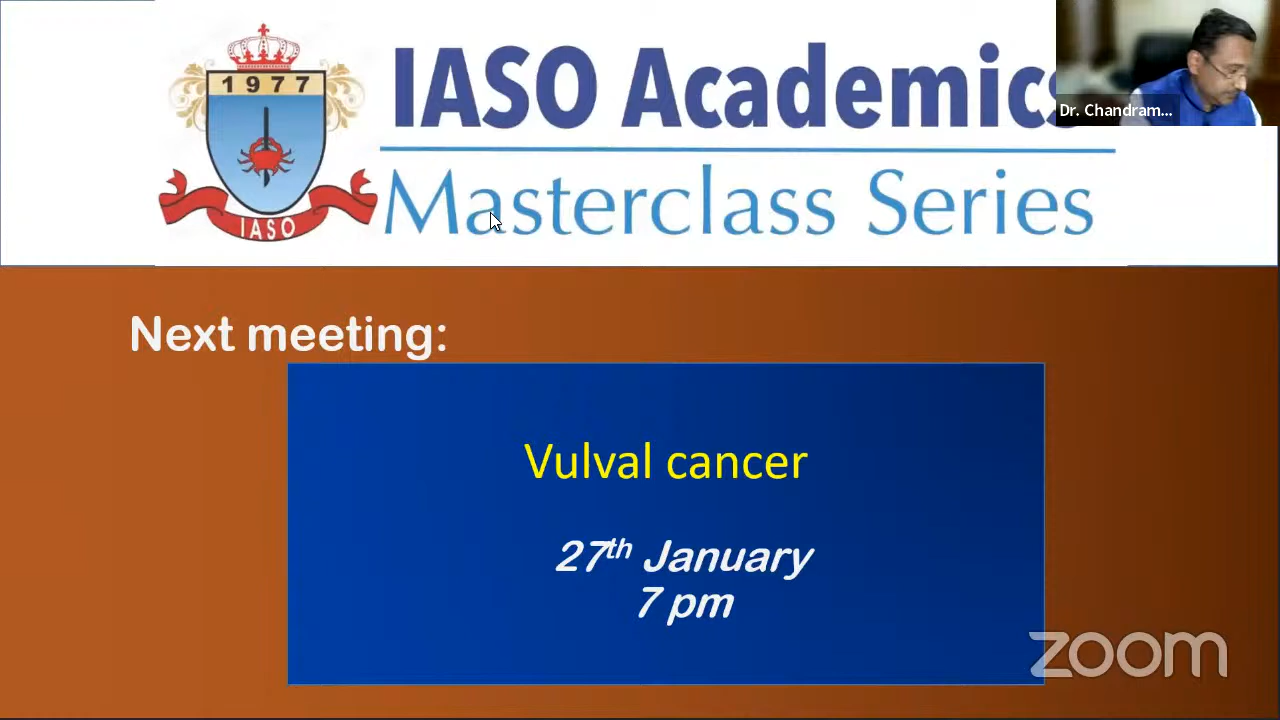 1977
IASO
IASO Academics
Masterclass Series
Dr. Chandram...
Next meeting:
Vulval cancer
27th January
7 pm
zoom